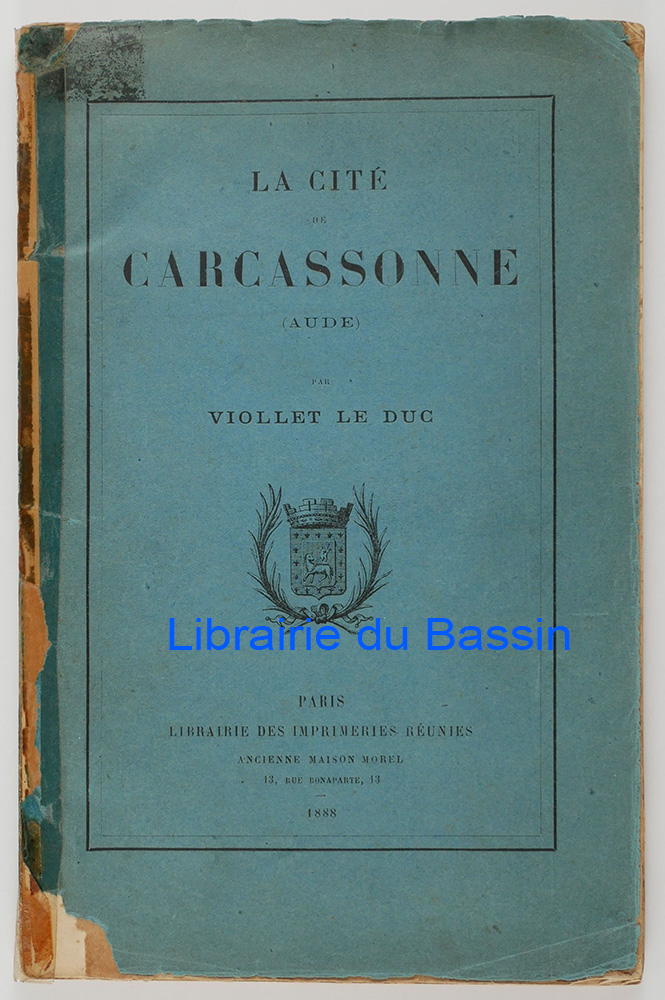 LA CITÉ
DE
CARCASSONNE
(AUDE)
PAR
VIOLLET LE DUC
Librairie du Bassin
PARIS
LIBRAIRIE DES IMPRIMERIES RÉUNIES
ANCIENNE MAISON MOREL
13, RUE BONAPARTE, 13
1888